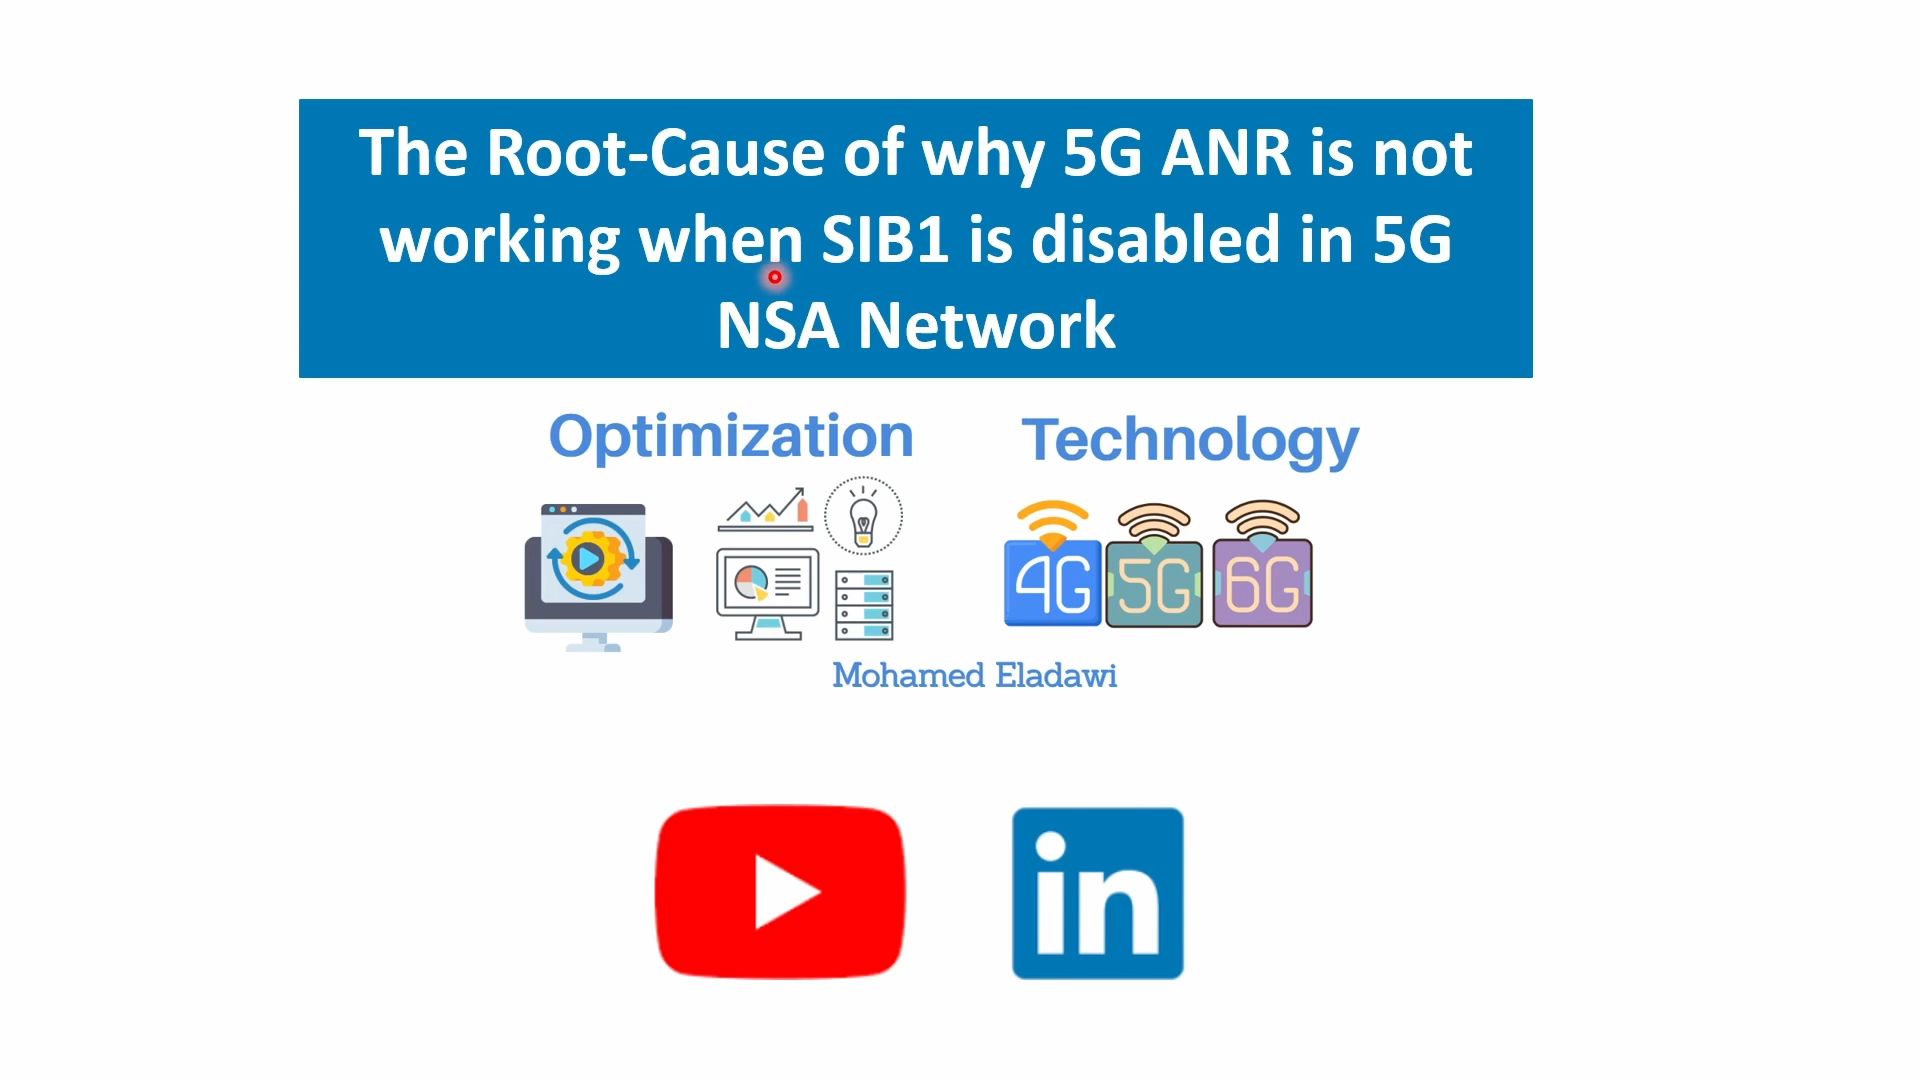 The Root-Cause of why 5G ANR is not
working when SIB1 is disabled in 5G
NSA Network
Optimization
Technology
4G
5G
6G
Mohamed Eladawi
in